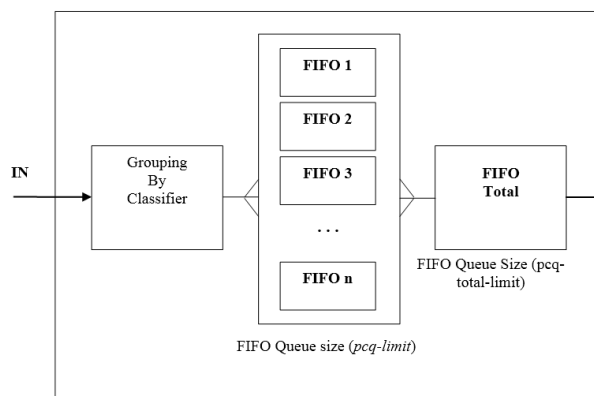 IN
Grouping
By
Classifier
FIFO 1
FIFO 2
FIFO 3
. . .
FIFO n
FIFO Queue size (pcq-limit)
FIFO
Total
FIFO Queue Size (pcq-
total-limit)